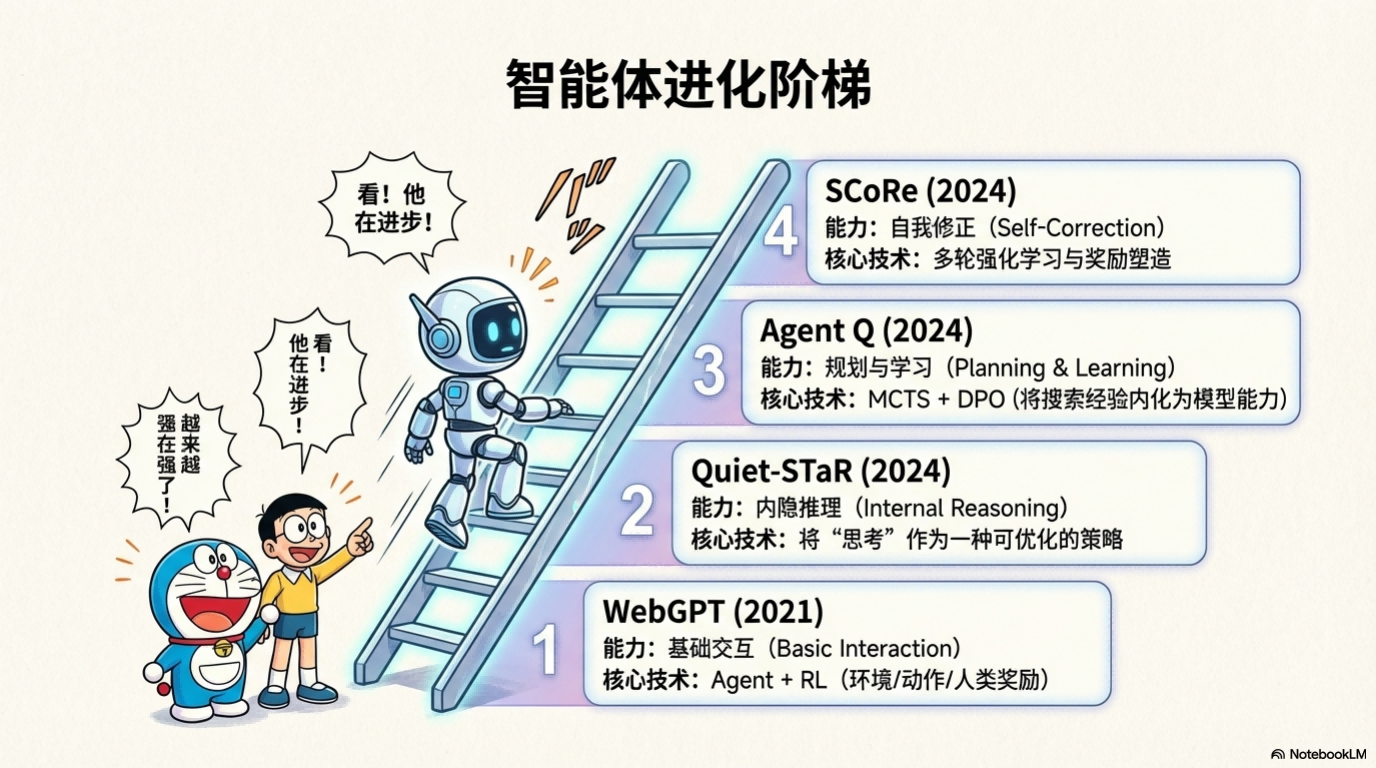 智能体进化阶梯
看！他
在进步！
看！
他在进步！
越来越
强在强了！
4
SCoRe (2024)
能力：自我修正（Self-Correction）
核心技术：多轮强化学习与奖励塑造
3
Agent Q (2024)
能力：规划与学习（Planning & Learning）
核心技术：MCTS + DPO (将搜索经验内化为模型能力)
2
Quiet-STaR (2024)
能力：内隐推理（Internal Reasoning）
核心技术：将“思考”作为一种可优化的策略
1
WebGPT (2021)
能力：基础交互（Basic Interaction）
核心技术：Agent + RL（环境/动作/人类奖励）
NotebookLM